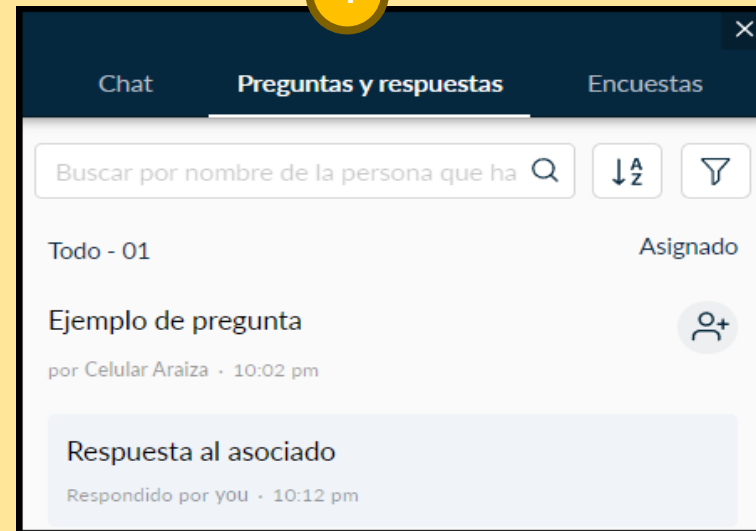 Chat Preguntas y respuestas Encuestas
Buscar por nombre de la persona que ha
Todo - 01 Asignado
Ejemplo de pregunta
por Celular Araiza · 10:02 pm
Respuesta al asociado
Respondido por you · 10:12 pm